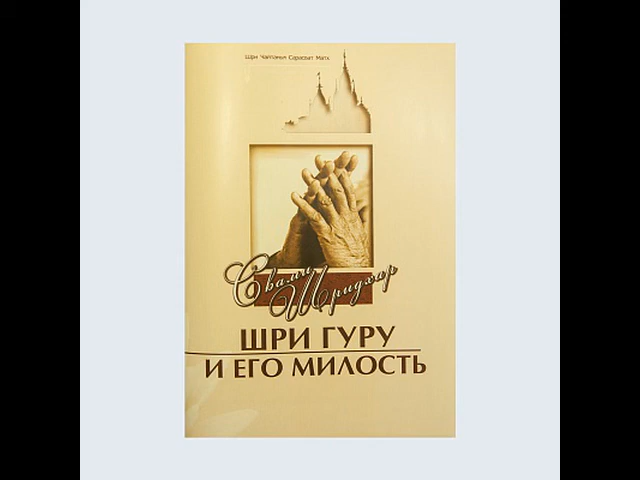 Шри Чайтанья Сарасват Матх
Свами
Шридхар
ШРИ ГУРУ
И ЕГО МИЛОСТЬ